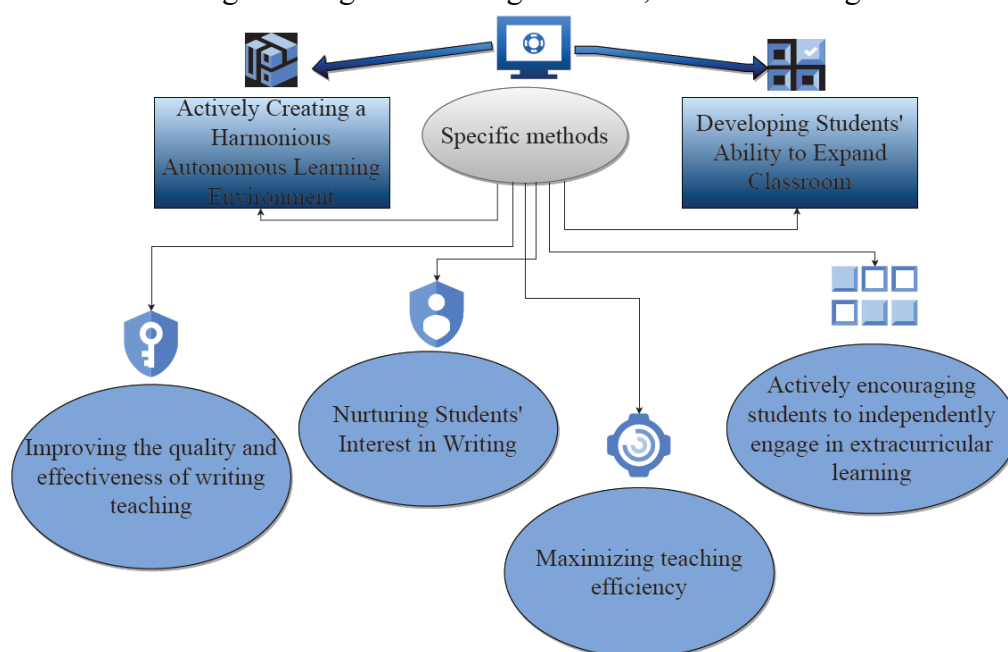 Actively Creating a
Harmonious
Autonomous Learning
Environment
Specific methods
Developing Students'
Ability to Expand
Classroom
Improving the quality and
effectiveness of writing
teaching
Nurturing Students'
Interest in Writing
Maximizing teaching
efficiency
Actively encouraging
students to independently
engage in extracurricular
learning